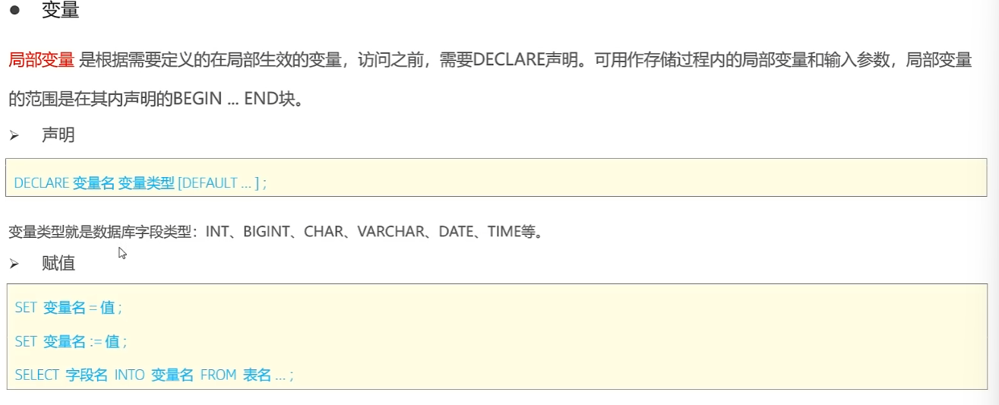 ● 变量
局部变量 是根据需要定义的在局部生效的变量，访问之前，需要DECLARE声明。可用作存储过程内的局部变量和输入参数，局部变量
的范围是在其内声明的BEGIN ... END块。
➢ 声明
DECLARE 变量名 变量类型 [DEFAULT ... ] ;
变量类型就是数据库字段类型：INT、BIGINT、CHAR、VARCHAR、DATE、TIME等。
➢ 赋值
SET 变量名 = 值 ;
SET 变量名 := 值 ;
SELECT 字段名 INTO 变量名 FROM 表名 ... ;